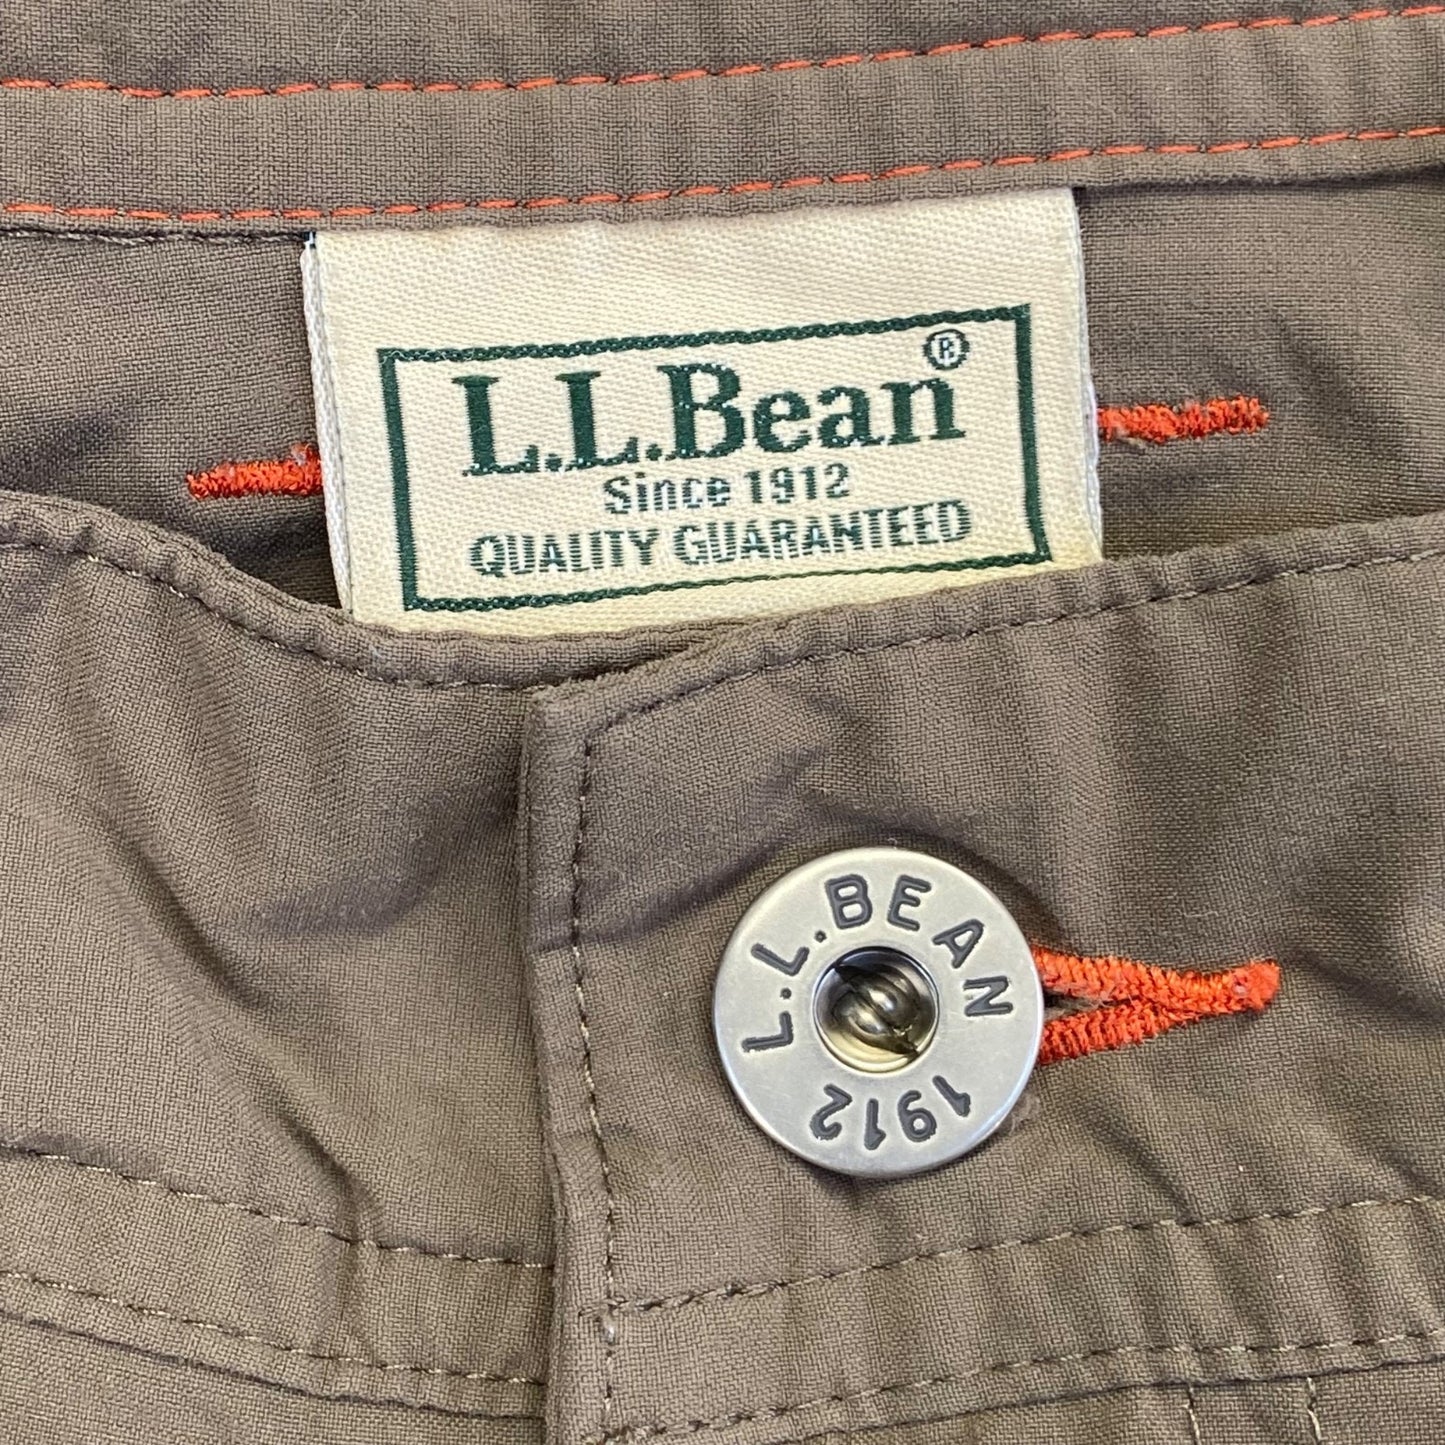 L.L.Bean®
Since 1912
QUALITY GUARANTEED
L.L.BEAN
1912